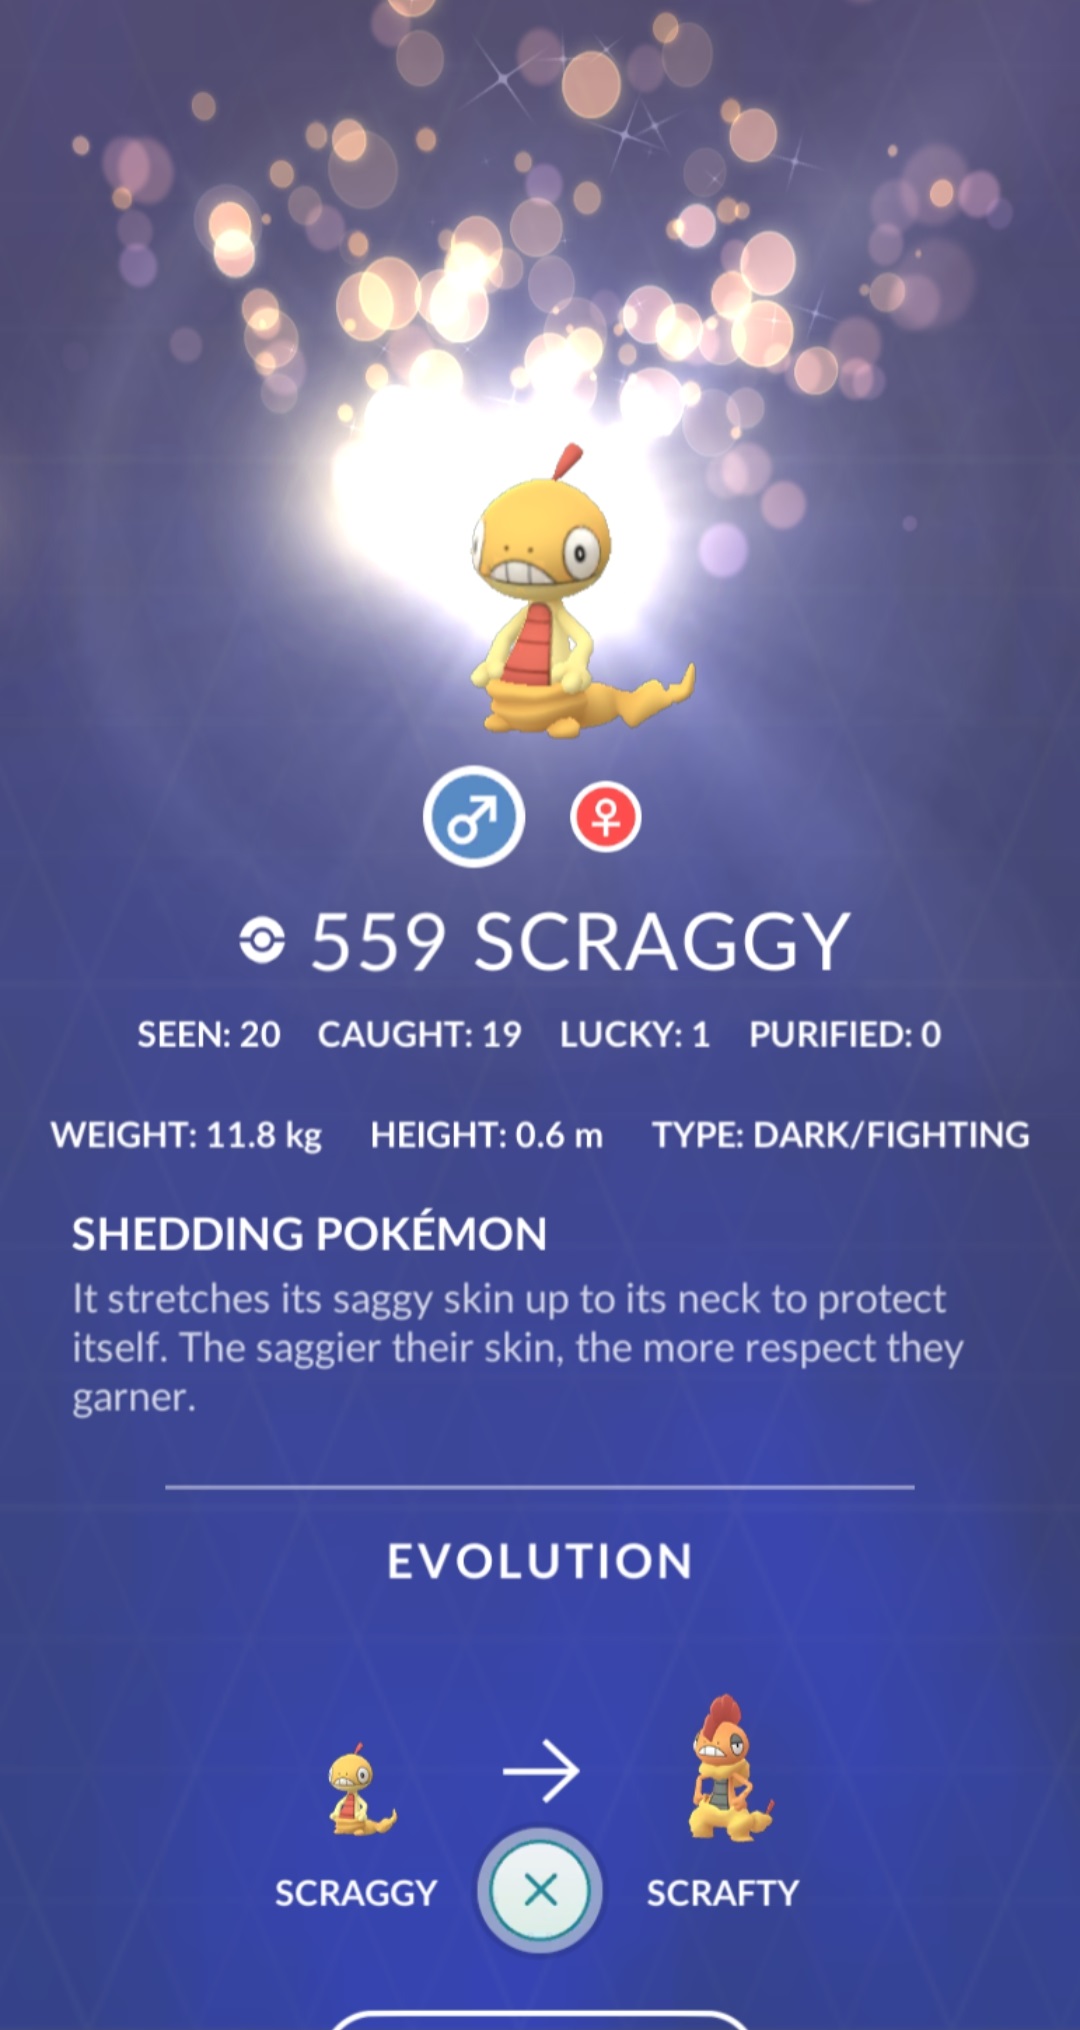 559 SCRAGGY
SEEN: 20 CAUGHT: 19 LUCKY: 1 PURIFIED: 0
WEIGHT: 11.8 kg HEIGHT: 0.6 m TYPE: DARK/FIGHTING
SHEDDING POKÉMON
It stretches its saggy skin up to its neck to protect
itself. The saggier their skin, the more respect they
garner.
EVOLUTION
SCRAGGY SCRAFTY